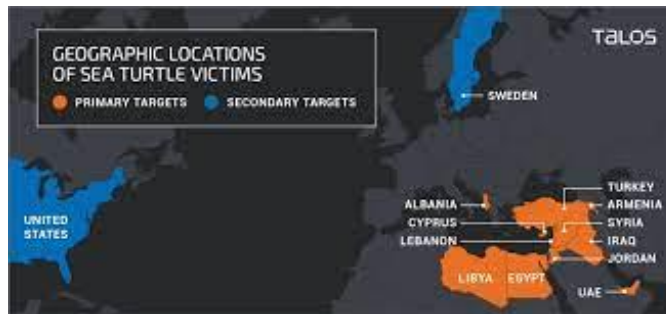 TALOS
GEOGRAPHIC LOCATIONS
OF SEA TURTLE VICTIMS
PRIMARY TARGETS
SECONDARY TARGETS
SWEDEN
UNITED
STATES
ALBANIA
CYPRUS
LEBANON
TURKEY
ARMENIA
SYRIA
IRAQ
JORDAN
LIBYA
EGYPT
UAE